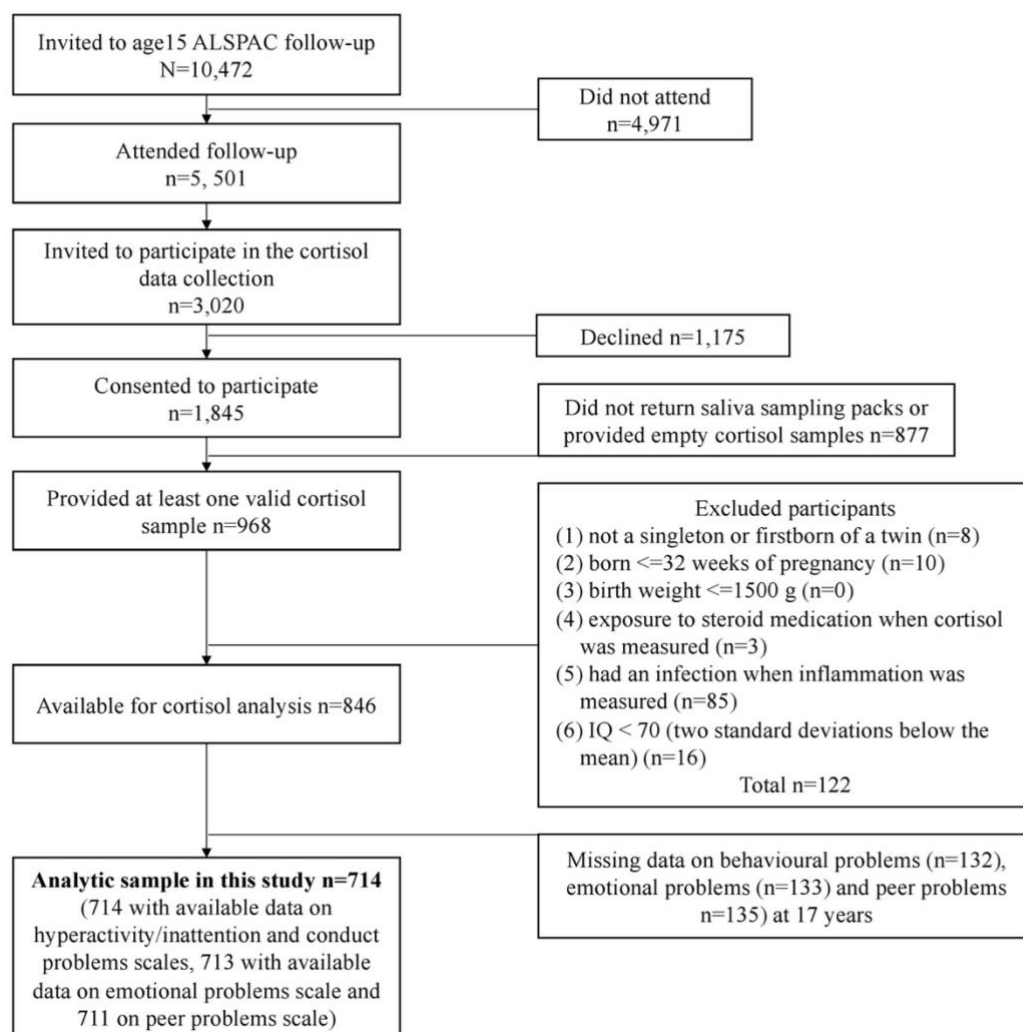 Invited to age15 ALSPAC follow-up
N=10,472
Did not attend
n=4,971
Attended follow-up
n=5, 501
Invited to participate in the cortisol
data collection
n=3,020
Declined n=1,175
Consented to participate
n=1,845
Did not return saliva sampling packs or
provided empty cortisol samples n=877
Provided at least one valid cortisol
sample n=968
Excluded participants
(1) not a singleton or firstborn of a twin (n=8)
(2) born <=32 weeks of pregnancy (n=10)
(3) birth weight <=1500 g (n=0)
(4) exposure to steroid medication when cortisol
was measured (n=3)
(5) had an infection when inflammation was
measured (n=85)
(6) IQ < 70 (two standard deviations below the
mean) (n=16)
Total n=122
Available for cortisol analysis n=846
Missing data on behavioural problems (n=132),
emotional problems (n=133) and peer problems
n=135) at 17 years
Analytic sample in this study n=714
(714 with available data on
hyperactivity/inattention and conduct
problems scales, 713 with available
data on emotional problems scale and
711 on peer problems scale)